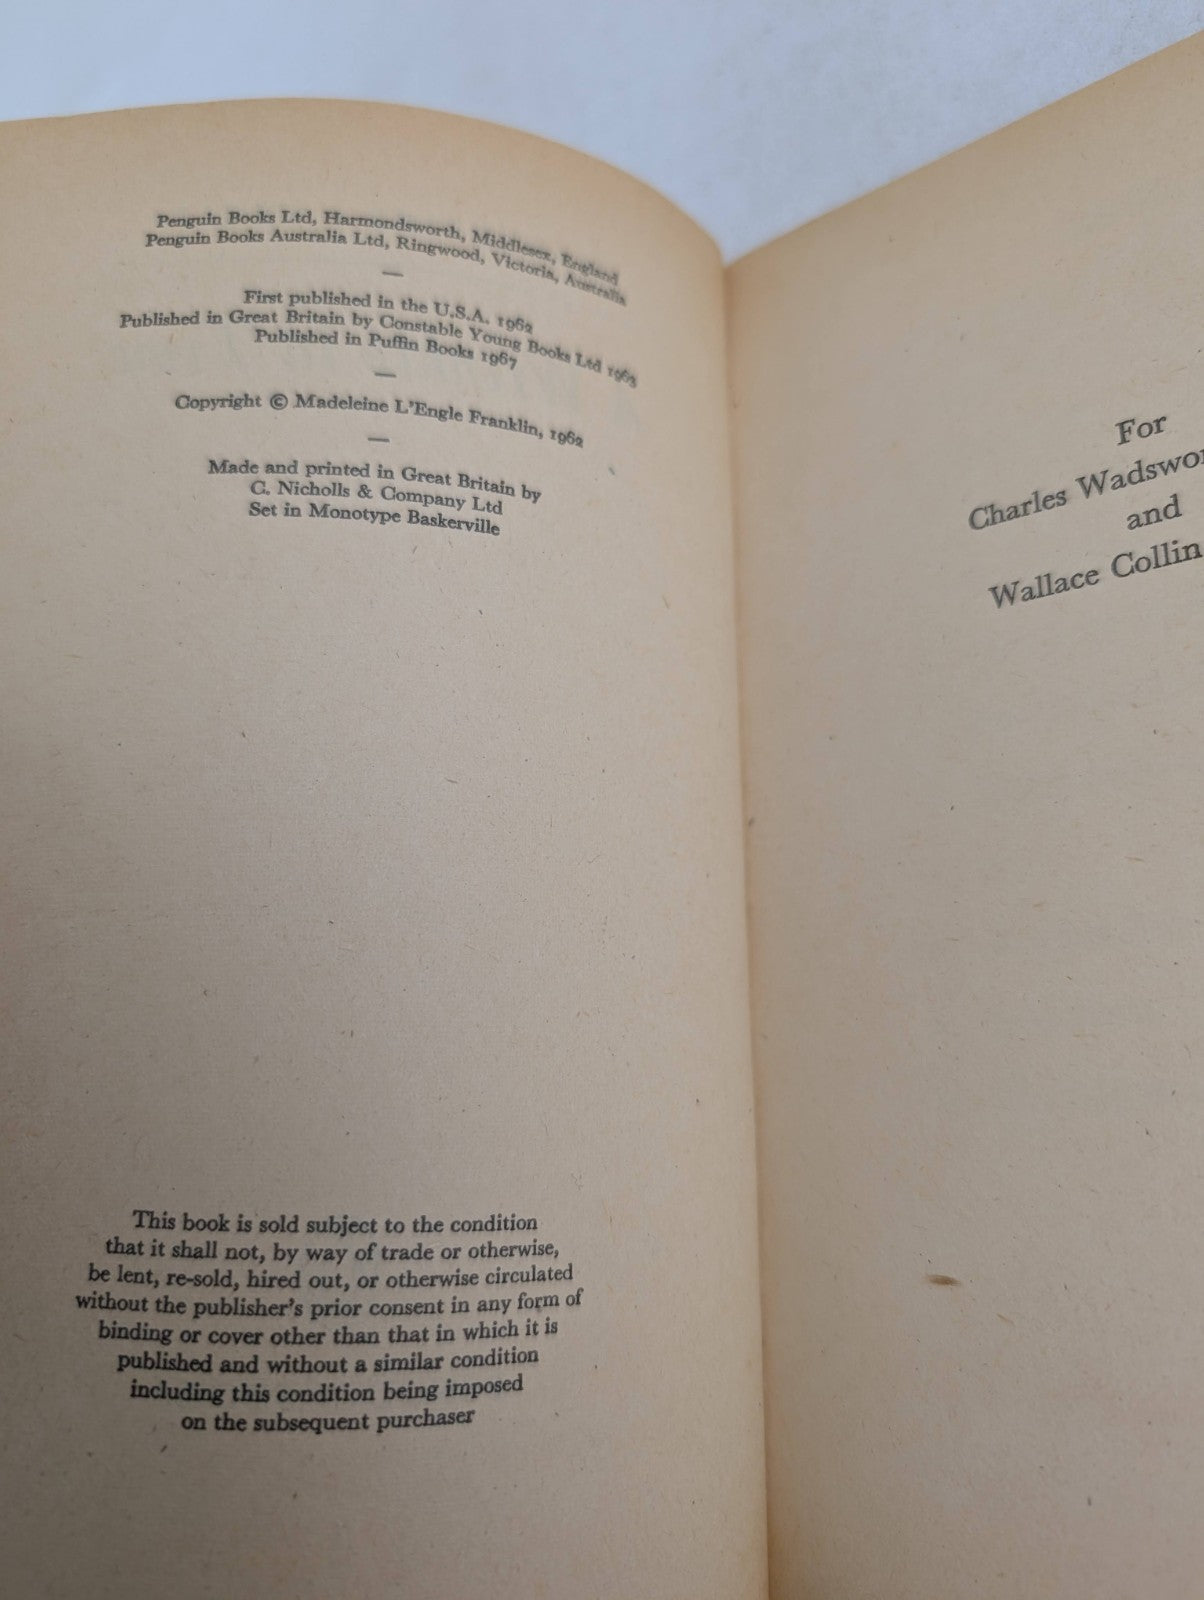 Penguin Books Ltd, Harmondsworth, Middlesex, England
Penguin Books Australia Ltd, Ringwood, Victoria, Australia
—
First published in the U.S.A. 1962
Published in Great Britain by Constable Young Books Ltd 1963
Published in Puffin Books 1967
—
Copyright © Madeleine L'Engle Franklin, 1962
—
Made and printed in Great Britain by
C. Nicholls & Company Ltd
Set in Monotype Baskerville
This book is sold subject to the condition
that it shall not, by way of trade or otherwise,
be lent, re-sold, hired out, or otherwise circulated
without the publisher's prior consent in any form of
binding or cover other than that in which it is
published and without a similar condition
including this condition being imposed
on the subsequent purchaser
For
Charles
and
Wallace